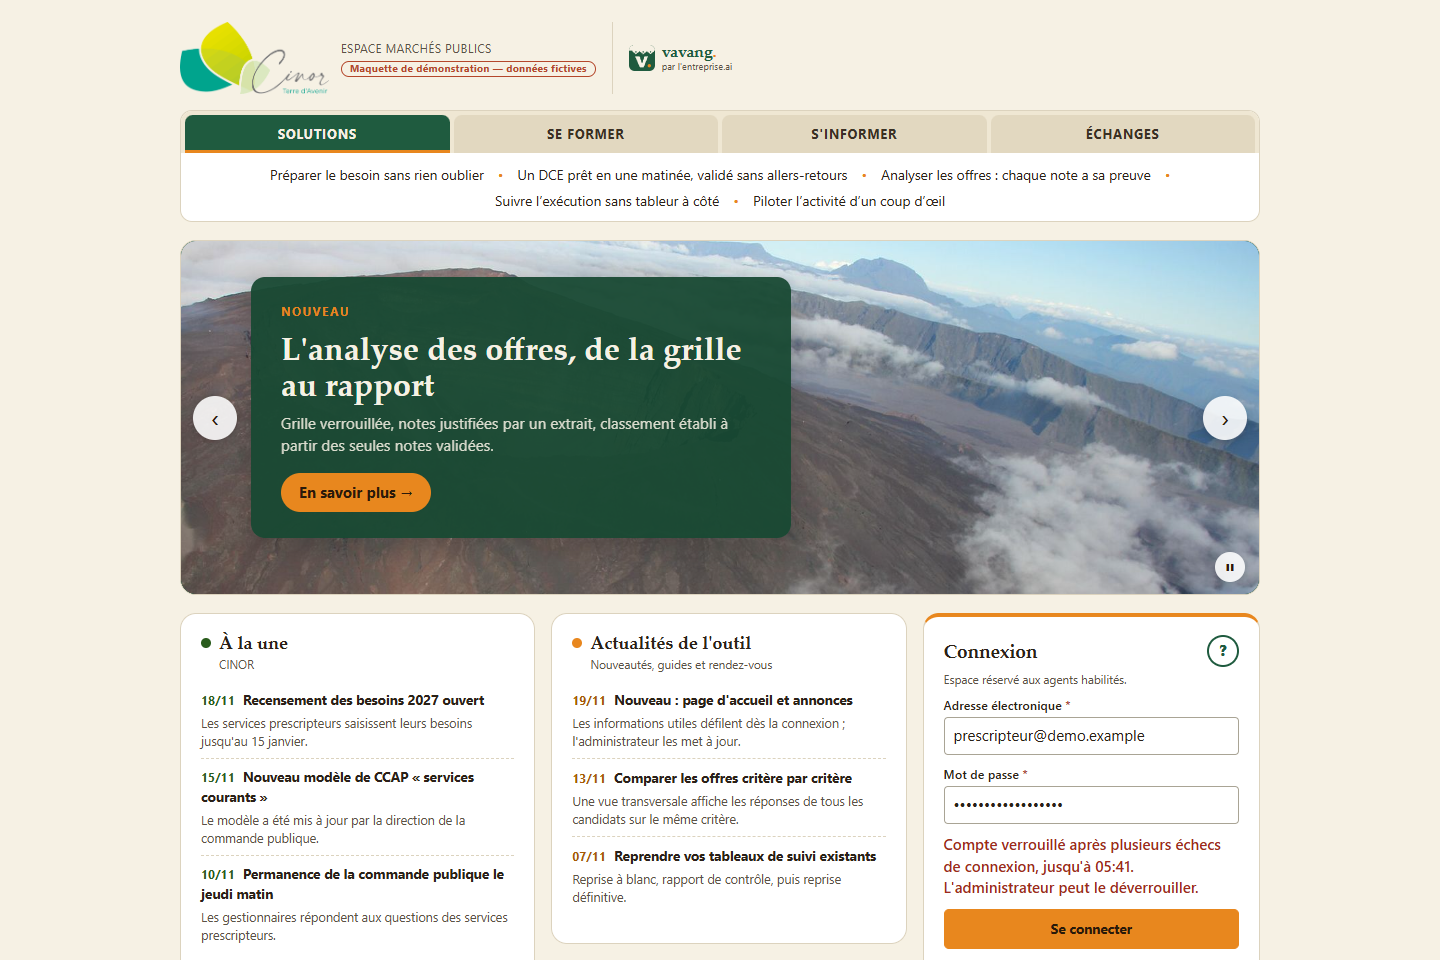 Cinor
Terre d'Avenir
ESPACE MARCHÉS PUBLICS
Maquette de démonstration — données fictives
v.
vavang.
par l'entreprise.ai
SOLUTIONS
SE FORMER
S'INFORMER
ÉCHANGES
Préparer le besoin sans rien oublier • Un DCE prêt en une matinée, validé sans allers-retours • Analyser les offres : chaque note a sa preuve •
Suivre l’exécution sans tableur à côté • Piloter l’activité d’un coup d’œil
NOUVEAU
L'analyse des offres, de la grille
au rapport
Grille verrouillée, notes justifiées par un extrait, classement établi à
partir des seules notes validées.
En savoir plus →
‹
›
À la une
CINOR
18/11 Recensement des besoins 2027 ouvert
Les services prescripteurs saisissent leurs besoins
jusqu'au 15 janvier.
15/11 Nouveau modèle de CCAP « services
courants »
Le modèle a été mis à jour par la direction de la
commande publique.
10/11 Permanence de la commande publique le
jeudi matin
Les gestionnaires répondent aux questions des services
prescripteurs.
Actualités de l'outil
Nouveautés, guides et rendez-vous
19/11 Nouveau : page d'accueil et annonces
Les informations utiles défilent dès la connexion ;
l'administrateur les met à jour.
13/11 Comparer les offres critère par critère
Une vue transversale affiche les réponses de tous les
candidats sur le même critère.
07/11 Reprendre vos tableaux de suivi existants
Reprise à blanc, rapport de contrôle, puis reprise
définitive.
Connexion
?
Espace réservé aux agents habilités.
Adresse électronique *
prescripteur@demo.example
Mot de passe *
••••••••••••••••••
Compte verrouillé après plusieurs échecs
de connexion, jusqu'à 05:41.
L'administrateur peut le déverrouiller.
Se connecter